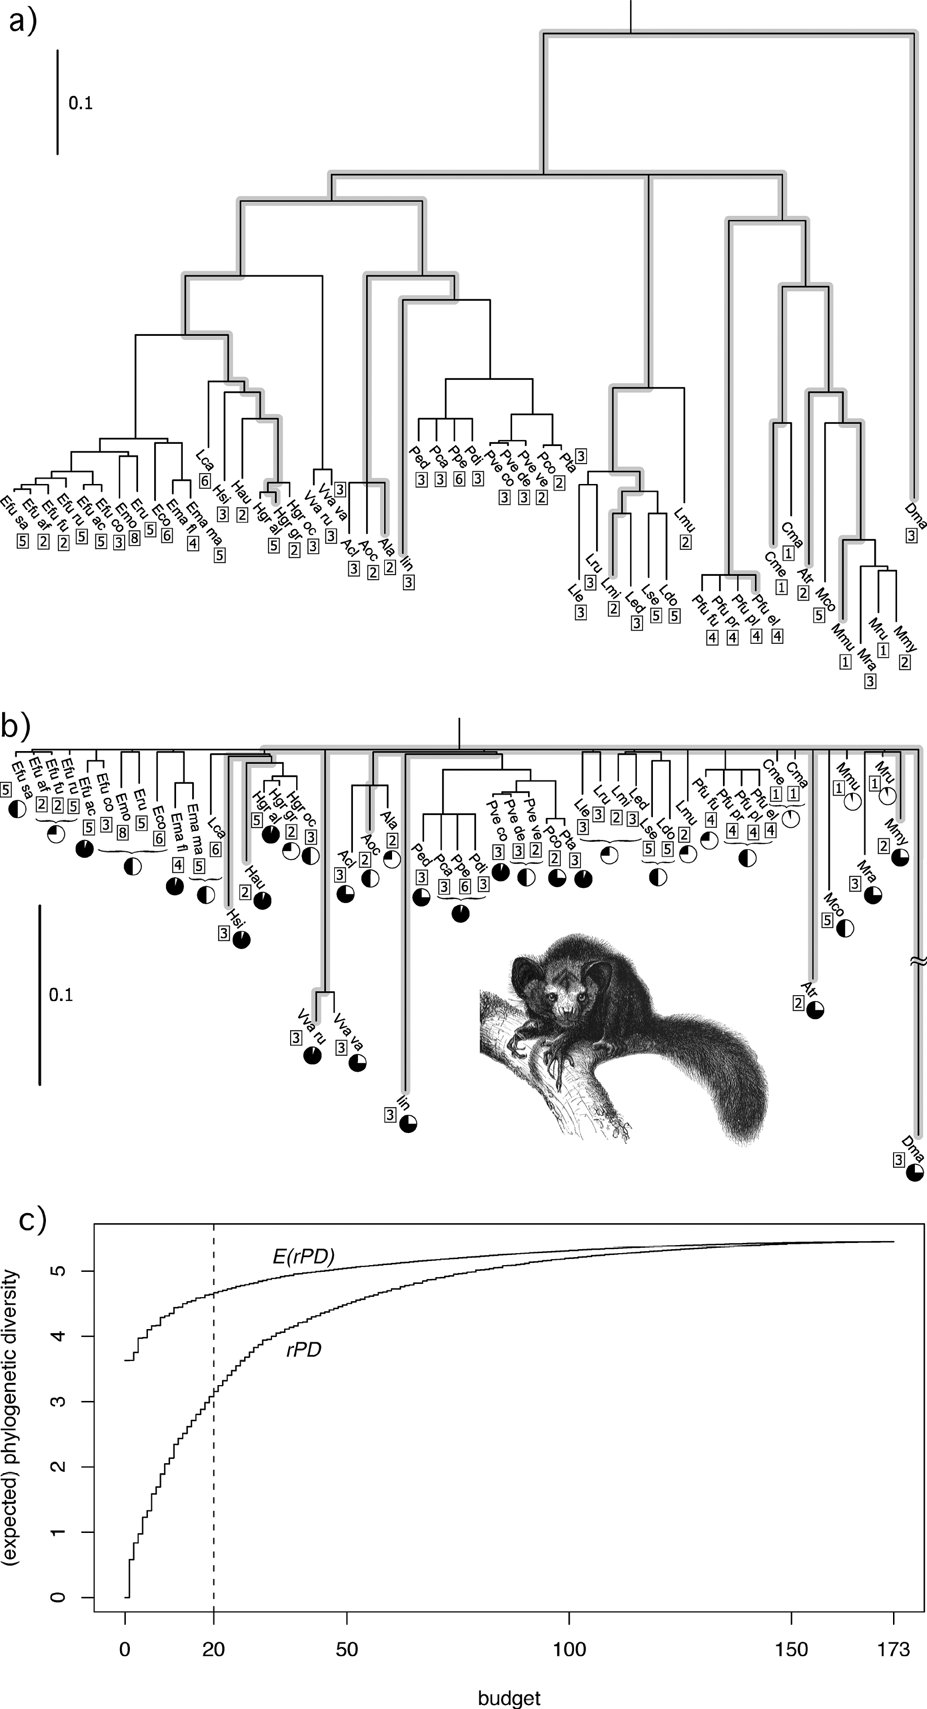 a)
0.1
Efu sa 5
Efu af 2
Efu fu 2
Efu ru 5
Efu ac 5
Efu co 3
Emo 8
Eru 5
Eco 6
Ema fl 4
Ema ma 5
Lca 6
Hsi 3
Hau 2
Hgr al 5
Hgr gr 2
Hgr oc 3
Vva ru 3
Vva va 3
Acl 3
Aoc 2
Ala 2
Iin 3
Ped 3
Pca 3
Ppe 6
Pdi 3
Pve co 3
Pve de 3
Pve ve 2
Pco 2
Pta 3
Lle 3
Lru 3
Lmi 2
Led 3
Lse 5
Ldo 5
Lmu 2
Pfu fu 4
Pfu pr 4
Pfu pl 4
Pfu el 4
Cme 1
Cma 1
Atr 2
Mco 5
Mmu 1
Mra 3
Mru 1
Mmy 2
Dma 3
b)
Efu sa 5
Efu af 2
Efu fu 2
Efu ru 5
Efu ac 5
Efu co 3
Emo 8
Eru 5
Eco 6
Ema fl 4
Ema ma 5
Lca 6
Hsi 3
Hau 2
Hgr al 5
Hgr gr 2
Hgr oc 3
Vva ru 3
Vva va 3
Acl 3
Aoc 2
Ala 2
Iin 3
Ped 3
Pca 3
Ppe 6
Pdi 3
Pve co 3
Pve de 3
Pve ve 2
Pco 2
Pta 3
Lle 3
Lru 3
Lmi 2
Led 3
Lse 5
Ldo 5
Lmu 2
Pfu fu 4
Pfu pr 4
Pfu pl 4
Pfu el 4
Cme 1
Cma 1
Atr 2
Mco 5
Mmu 1
Mra 3
Mru 1
Mmy 2
Dma 3
0.1
c)
(expected) phylogenetic diversity
5
4
3
2
1
0
E(rPD)
rPD
0 20 50 100 150 173
budget